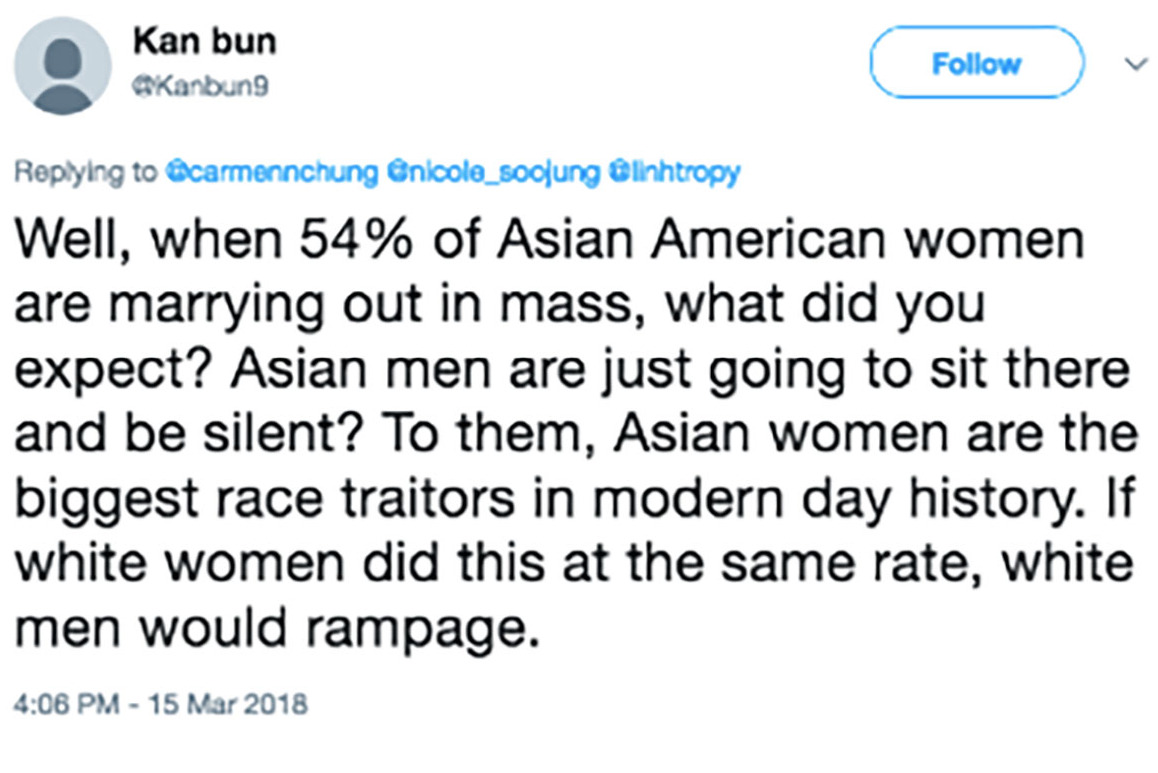 Kan bun
@Kanbun9
Follow
Replying to @carmennchung @nicole_soojung @linhtropy
Well, when 54% of Asian American women
are marrying out in mass, what did you
expect? Asian men are just going to sit there
and be silent? To them, Asian women are the
biggest race traitors in modern day history. If
white women did this at the same rate, white
men would rampage.
4:06 PM - 15 Mar 2018